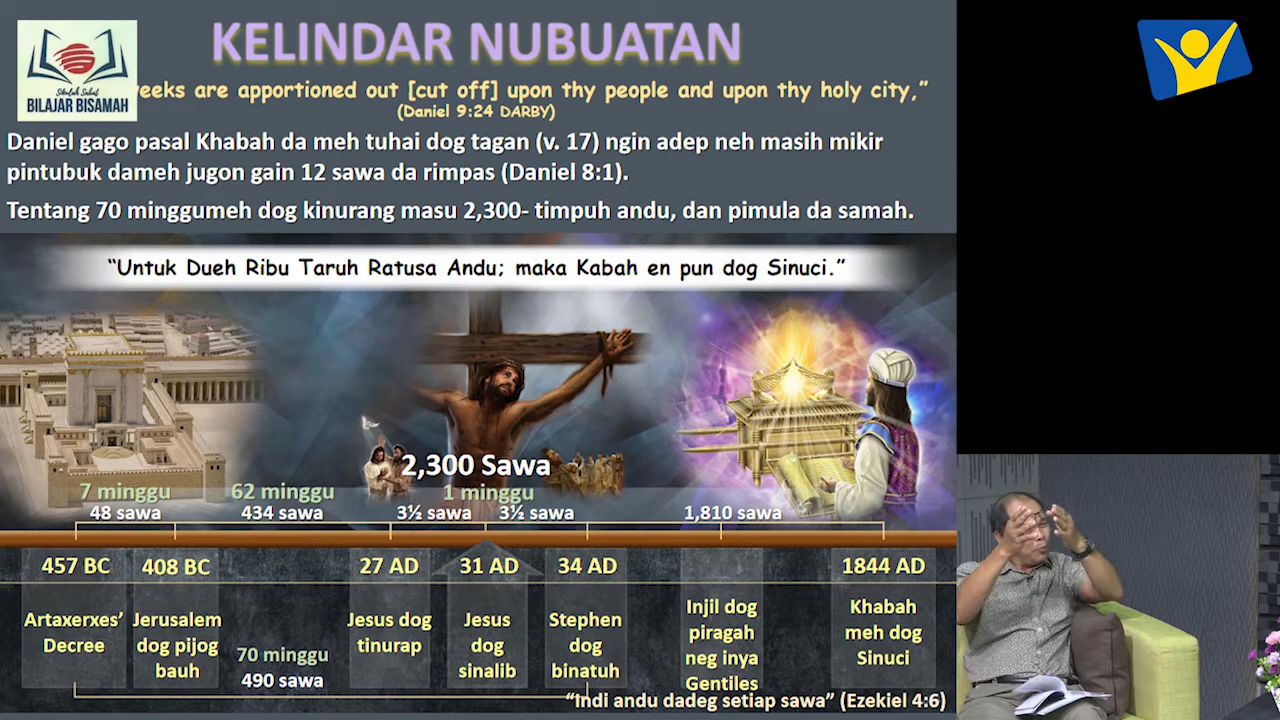 KELINDAR NUBUATAN
Sikulah Sabat
BILAJAR BISAMAH
weeks are apportioned out [cut off] upon thy people and upon thy holy city,”
(Daniel 9:24 DARBY)
Daniel gago pasal Khabah da meh tuhai dog tagan (v. 17) ngin adep neh masih mikir
pintubuk dameh jugon gain 12 sawa da rimpas (Daniel 8:1).
Tentang 70 minggumeh dog kinurang masu 2,300- timpuh andu, dan pimula da samah.
“Untuk Dueh Ribu Taruh Ratusa Andu; maka Kabah en pun dog Sinuci.”
2,300 Sawa
7 minggu
62 minggu
1 minggu
48 sawa
434 sawa
3½ sawa
3½ sawa
1,810 sawa
457 BC
408 BC
27 AD
31 AD
34 AD
1844 AD
Artaxerxes’
Decree
Jerusalem
dog pijog
bauh
Jesus dog
tinurap
Jesus
dog
sinalib
Stephen
dog
binatuh
Injil dog
piragah
neg inya
Gentiles
Khabah
meh dog
Sinuci
70 minggu
490 sawa
“Indi andu dadeg setiap sawa” (Ezekiel 4:6)